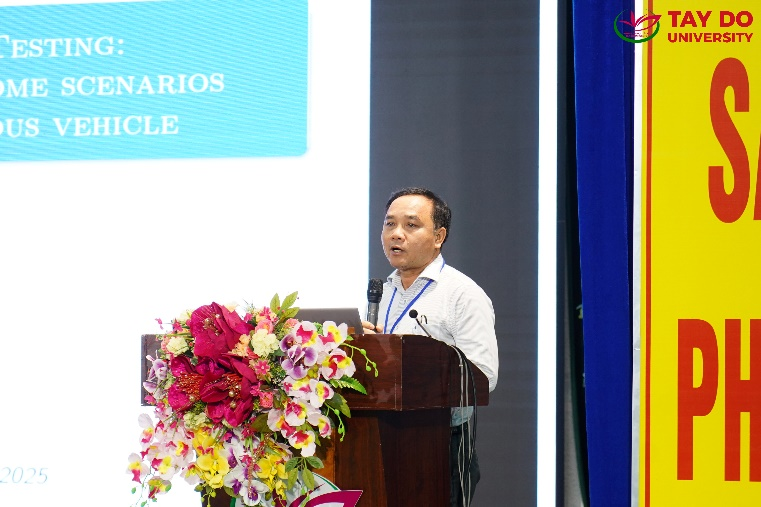 TESTING:
OME SCENARIOS
OUS VEHICLE
2025
TAY DO
UNIVERSITY
PH